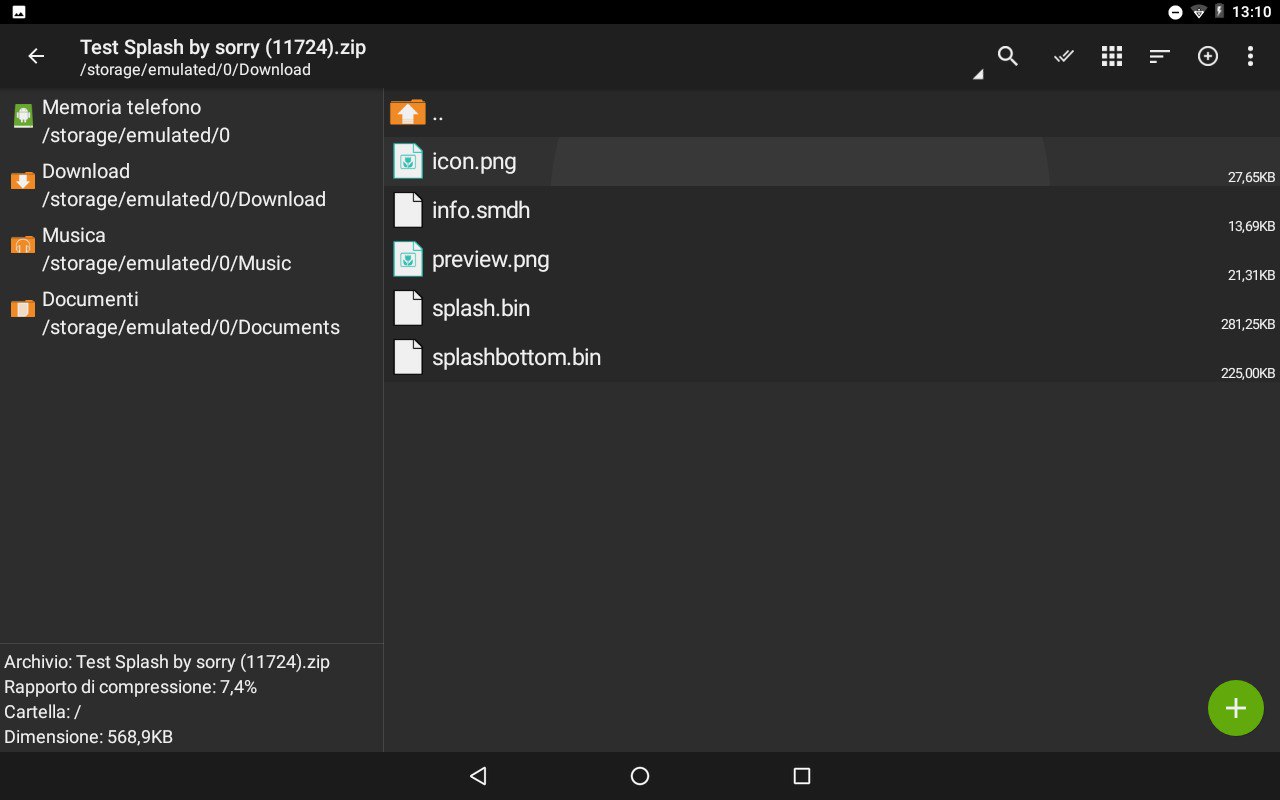 13:10
Test Splash by sorry (11724).zip
/storage/emulated/0/Download
Memoria telefono
/storage/emulated/0
Download
/storage/emulated/0/Download
Musica
/storage/emulated/0/Music
Documenti
/storage/emulated/0/Documents
Archivio: Test Splash by sorry (11724).zip
Rapporto di compressione: 7,4%
Cartella: /
Dimensione: 568,9KB
..
icon.png
27,65KB
info.smdh
13,69KB
preview.png
21,31KB
splash.bin
281,25KB
splashbottom.bin
225,00KB